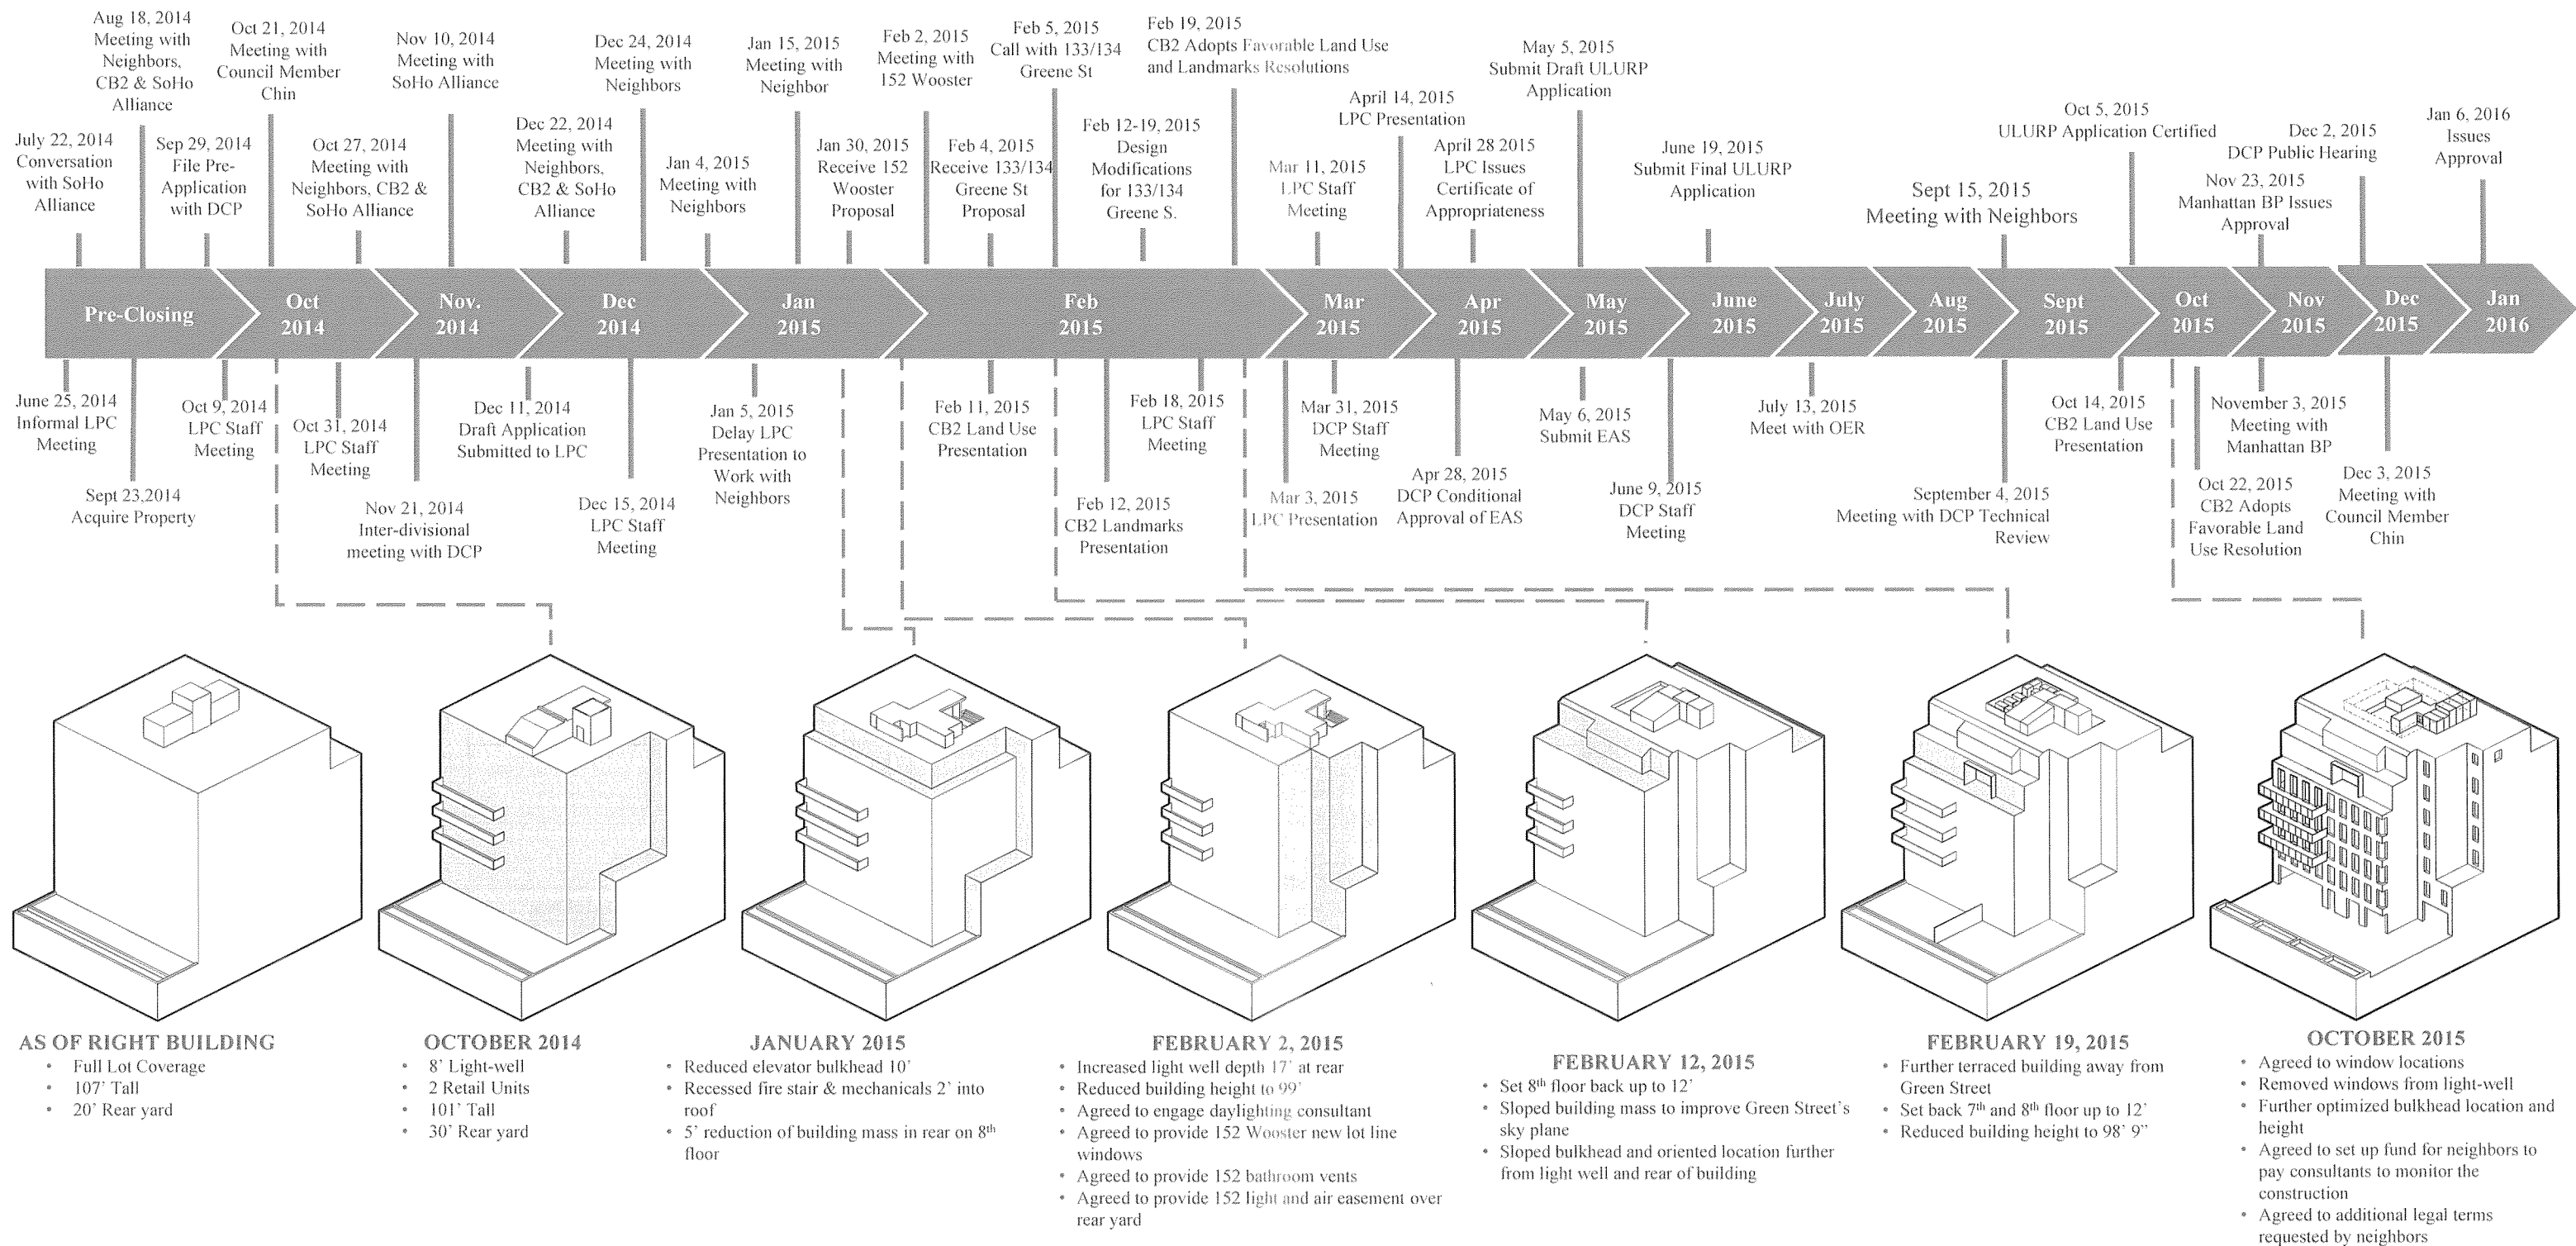 Aug 18, 2014
Meeting with
Neighbors,
CB2 & SoHo
Alliance
Oct 21, 2014
Meeting with
Council Member
Chin
Nov 10, 2014
Meeting with
SoHo Alliance
Dec 24, 2014
Meeting with
Neighbors
Jan 15, 2015
Meeting with
Neighbor
Feb 2, 2015
Meeting with
152 Wooster
Feb 5, 2015
Call with 133/134
Greene St
Feb 19, 2015
CB2 Adopts Favorable Land Use
and Landmarks Resolutions
May 5, 2015
Submit Draft ULURP
Application
July 22, 2014
Conversation
with SoHo
Alliance
Sep 29, 2014
File Pre-
Application
with DCP
Oct 27, 2014
Meeting with
Neighbors, CB2 &
SoHo Alliance
Dec 22, 2014
Meeting with
Neighbors,
CB2 & SoHo
Alliance
Jan 4, 2015
Meeting with
Neighbors
Jan 30, 2015
Receive 152
Wooster
Proposal
Feb 4, 2015
Receive 133/134
Greene St
Proposal
Feb 12-19, 2015
Design
Modifications
for 133/134
Greene S.
Mar 11, 2015
LPC Staff
Meeting
April 14, 2015
LPC Presentation
April 28 2015
LPC Issues
Certificate of
Appropriateness
June 19, 2015
Submit Final ULURP
Application
Sept 15, 2015
Meeting with Neighbors
Oct 5, 2015
ULURP Application Certified
Nov 23, 2015
Manhattan BP Issues
Approval
Dec 2, 2015
DCP Public Hearing
Jan 6, 2016
Issues
Approval
Pre-Closing
Oct
2014
Nov.
2014
Dec
2014
Jan
2015
Feb
2015
Mar
2015
Apr
2015
May
2015
June
2015
July
2015
Aug
2015
Sept
2015
Oct
2015
Nov
2015
Dec
2015
Jan
2016
June 25, 2014
Informal LPC
Meeting
Sept 23,2014
Acquire Property
Oct 9, 2014
LPC Staff
Meeting
Oct 31, 2014
LPC Staff
Meeting
Nov 21, 2014
Inter-divisional
meeting with DCP
Dec 11, 2014
Draft Application
Submitted to LPC
Dec 15, 2014
LPC Staff
Meeting
Jan 5, 2015
Delay LPC
Presentation to
Work with
Neighbors
Feb 11, 2015
CB2 Land Use
Presentation
Feb 12, 2015
CB2 Landmarks
Presentation
Feb 18, 2015
LPC Staff
Meeting
Mar 3, 2015
LPC Presentation
Mar 31, 2015
DCP Staff
Meeting
Apr 28, 2015
DCP Conditional
Approval of EAS
May 6, 2015
Submit EAS
June 9, 2015
DCP Staff
Meeting
July 13, 2015
Meet with OER
September 4, 2015
Meeting with DCP Technical
Review
Oct 14, 2015
CB2 Land Use
Presentation
Oct 22, 2015
CB2 Adopts
Favorable Land
Use Resolution
November 3, 2015
Meeting with
Manhattan BP
Dec 3, 2015
Meeting with
Council Member
Chin
AS OF RIGHT BUILDING
• Full Lot Coverage
• 107' Tall
• 20' Rear yard
OCTOBER 2014
• 8' Light-well
• 2 Retail Units
• 101' Tall
• 30' Rear yard
JANUARY 2015
• Reduced elevator bulkhead 10'
• Recessed fire stair & mechanicals 2' into
roof
• 5' reduction of building mass in rear on 8th
floor
FEBRUARY 2, 2015
• Increased light well depth 17' at rear
• Reduced building height to 99'
• Agreed to engage daylighting consultant
• Agreed to provide 152 Wooster new lot line
windows
• Agreed to provide 152 bathroom vents
• Agreed to provide 152 light and air easement over
rear yard
FEBRUARY 12, 2015
• Set 8th floor back up to 12'
• Sloped building mass to improve Green Street's
sky plane
• Sloped bulkhead and oriented location further
from light well and rear of building
FEBRUARY 19, 2015
• Further terraced building away from
Green Street
• Set back 7th and 8th floor up to 12'
• Reduced building height to 98' 9"
OCTOBER 2015
• Agreed to window locations
• Removed windows from light-well
• Further optimized bulkhead location and
height
• Agreed to set up fund for neighbors to
pay consultants to monitor the
construction
• Agreed to additional legal terms
requested by neighbors